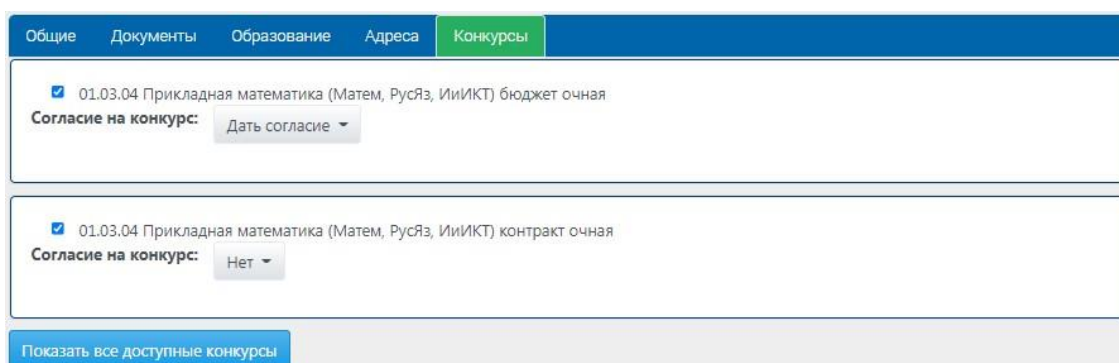 Общие Документы Образование Адреса Конкурсы
01.03.04 Прикладная математика (Матем, РусЯз, ИиИКТ) бюджет очная
Согласие на конкурс: Дать согласие
01.03.04 Прикладная математика (Матем, РусЯз, ИиИКТ) контракт очная
Согласие на конкурс: Нет
Показать все доступные конкурсы